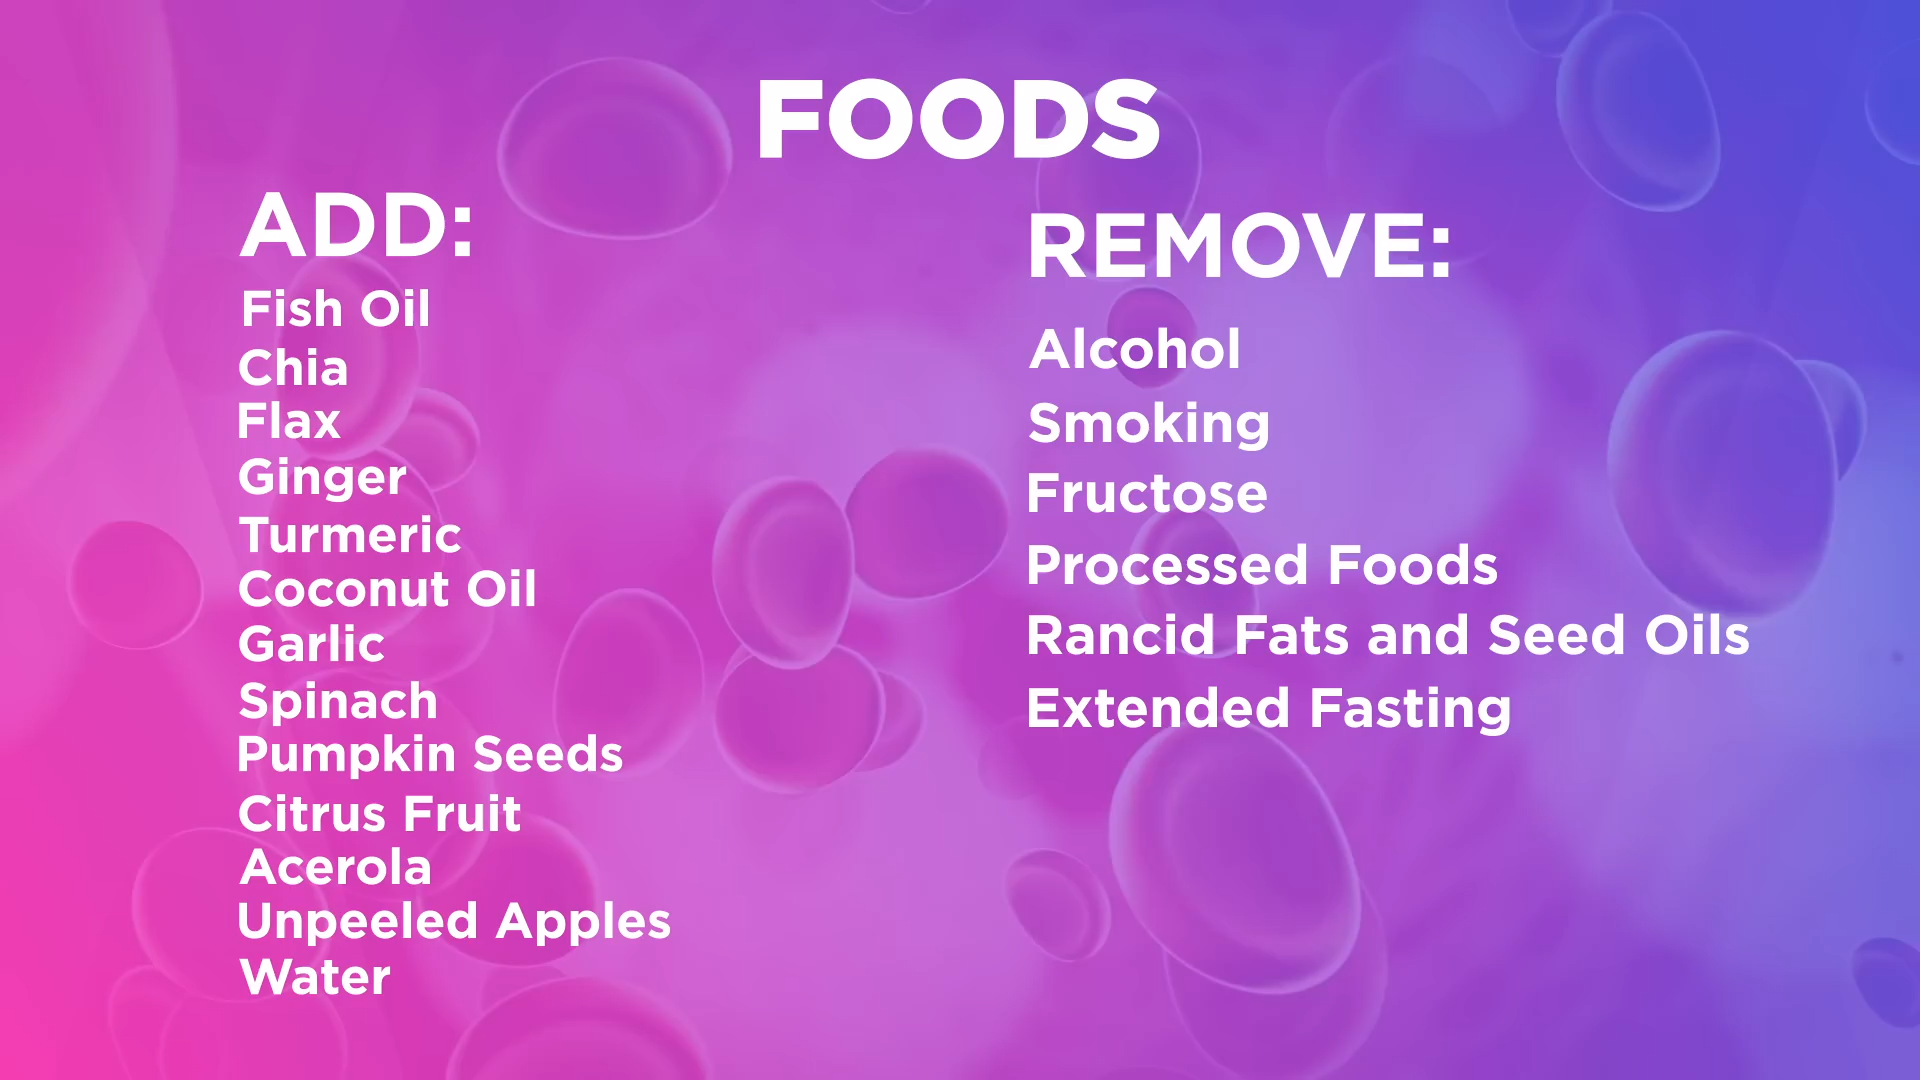 FOODS
ADD:
Fish Oil
Chia
Flax
Ginger
Turmeric
Coconut Oil
Garlic
Spinach
Pumpkin Seeds
Citrus Fruit
Acerola
Unpeeled Apples
Water
REMOVE:
Alcohol
Smoking
Fructose
Processed Foods
Rancid Fats and Seed Oils
Extended Fasting